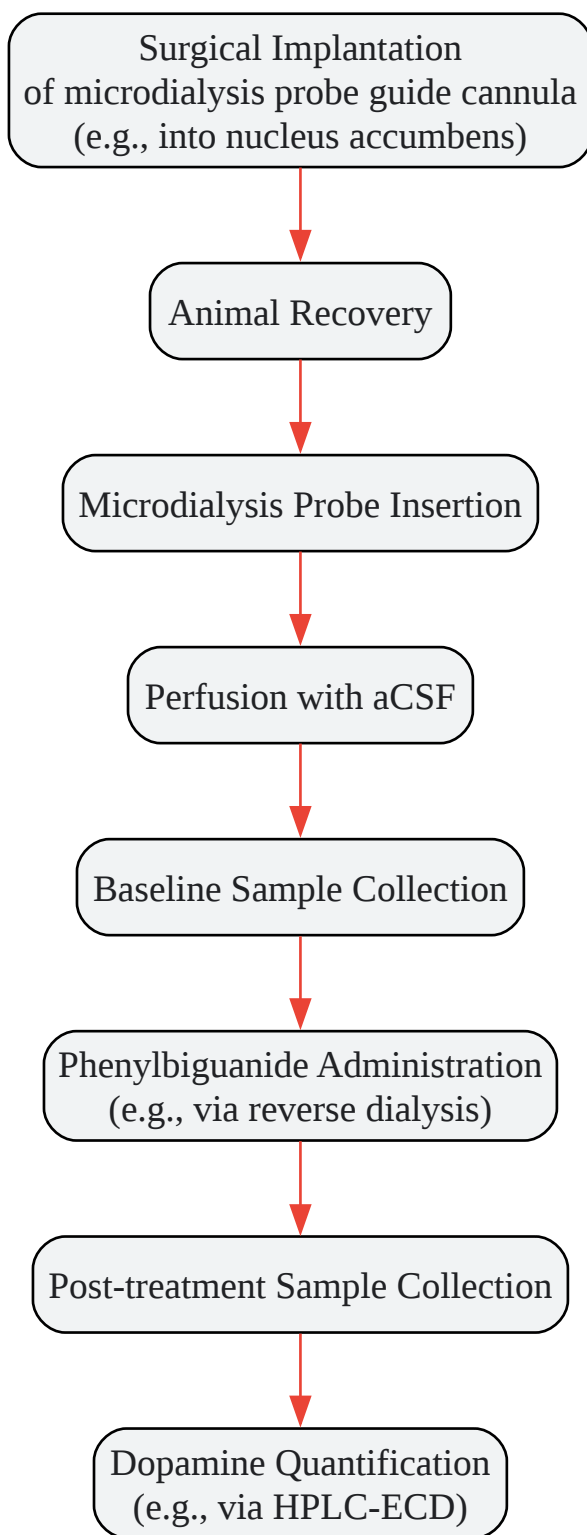 Surgical Implantation
of microdialysis probe guide cannula
(e.g., into nucleus accumbens)
Animal Recovery
Microdialysis Probe Insertion
Perfusion with aCSF
Baseline Sample Collection
Phenylbiguanide Administration
(e.g., via reverse dialysis)
Post-treatment Sample Collection
Dopamine Quantification
(e.g., via HPLC-ECD)